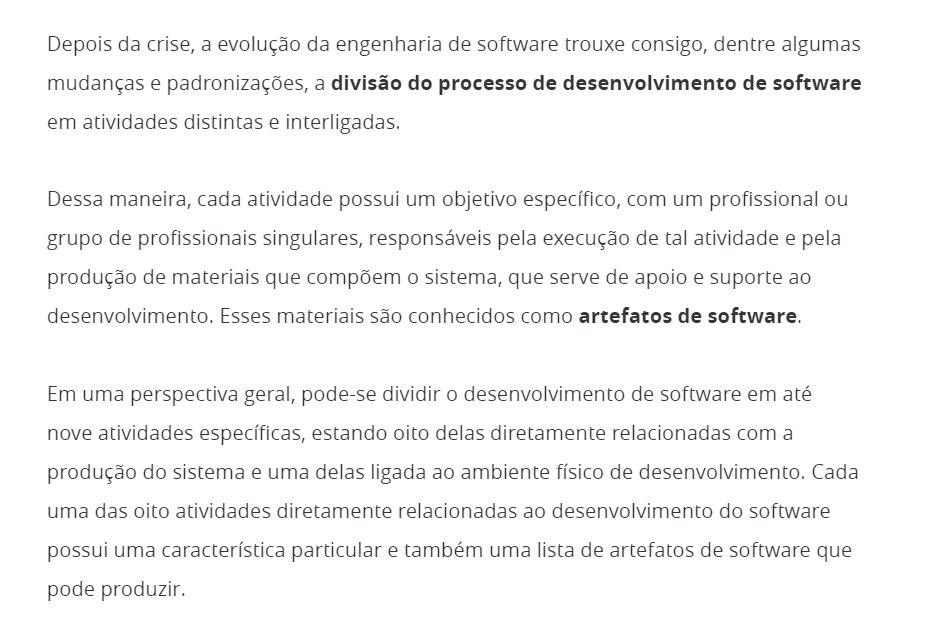 Depois da crise, a evolução da engenharia de software trouxe consigo, dentre algumas
mudanças e padronizações, a divisão do processo de desenvolvimento de software
em atividades distintas e interligadas.
Dessa maneira, cada atividade possui um objetivo específico, com um profissional ou
grupo de profissionais singulares, responsáveis pela execução de tal atividade e pela
produção de materiais que compõem o sistema, que serve de apoio e suporte ao
desenvolvimento. Esses materiais são conhecidos como artefatos de software.
Em uma perspectiva geral, pode-se dividir o desenvolvimento de software em até
nove atividades específicas, estando oito delas diretamente relacionadas com a
produção do sistema e uma delas ligada ao ambiente físico de desenvolvimento. Cada
uma das oito atividades diretamente relacionadas ao desenvolvimento do software
possui uma característica particular e também uma lista de artefatos de software que
pode produzir.